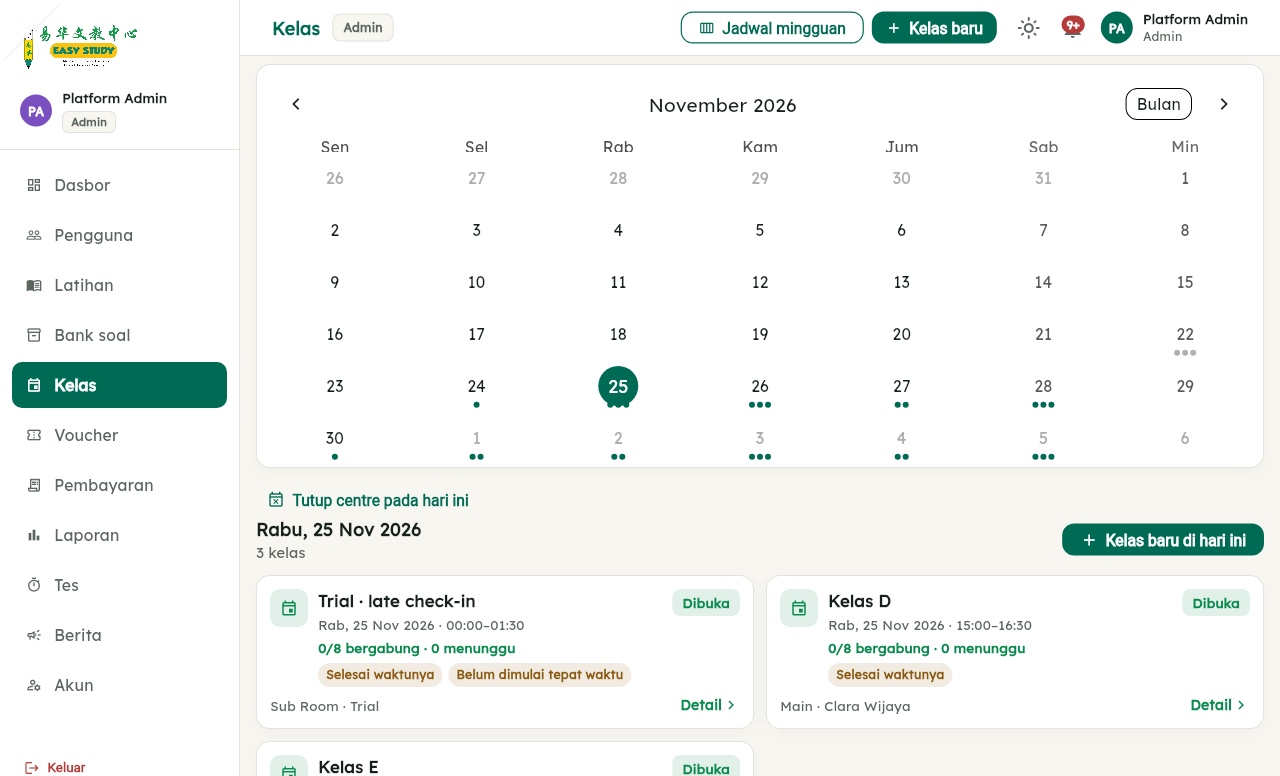 易华文教中心
EASY STUDY
PA
Platform Admin
Admin
Dasbor
Pengguna
Latihan
Bank soal
Kelas
Voucher
Pembayaran
Laporan
Tes
Berita
Akun
Keluar
Kelas
Admin
Jadwal mingguan
+ Kelas baru
9+
PA
Platform Admin
Admin
November 2026
Bulan
Sen Sel Rab Kam Jum Sab Min
26 27 28 29 30 31 1
2 3 4 5 6 7 8
9 10 11 12 13 14 15
16 17 18 19 20 21 22
23 24 25 26 27 28 29
30 1 2 3 4 5 6
Tutup centre pada hari ini
Rabu, 25 Nov 2026
3 kelas
+ Kelas baru di hari ini
Trial · late check-in
Dibuka
Rab, 25 Nov 2026 · 00:00–01:30
0/8 bergabung · 0 menunggu
Selesai waktunya
Belum dimulai tepat waktu
Sub Room · Trial
Detail
Kelas D
Dibuka
Rab, 25 Nov 2026 · 15:00–16:30
0/8 bergabung · 0 menunggu
Selesai waktunya
Main · Clara Wijaya
Detail
Kelas E
Dibuka